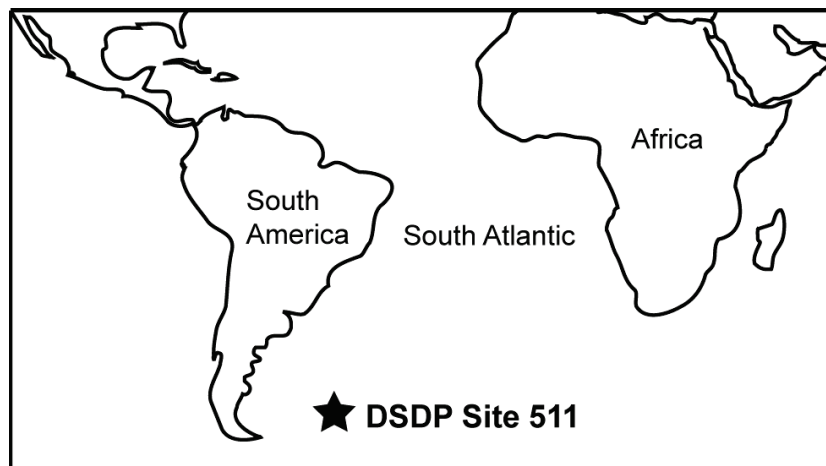 Africa
South
America
South Atlantic
DSDP Site 511